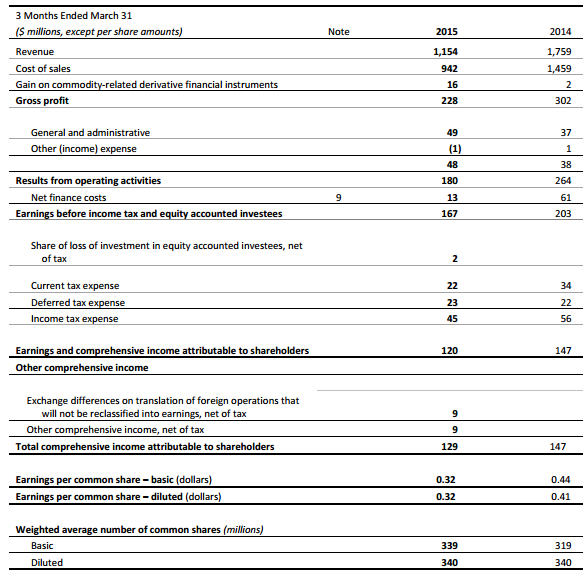 3 Months Ended March 31
($ millions, except per share amounts) Note 2015 2014
Revenue 1,154 1,759
Cost of sales 942 1,459
Gain on commodity-related derivative financial instruments 16 2
Gross profit 228 302
General and administrative 49 37
Other (income) expense (1) 1
48 38
Results from operating activities 180 264
Net finance costs 9 13 61
Earnings before income tax and equity accounted investees 167 203
Share of loss of investment in equity accounted investees, net
of tax 2
Current tax expense 22 34
Deferred tax expense 23 22
Income tax expense 45 56
Earnings and comprehensive income attributable to shareholders 120 147
Other comprehensive income
Exchange differences on translation of foreign operations that
will not be reclassified into earnings, net of tax 9
Other comprehensive income, net of tax 9
Total comprehensive income attributable to shareholders 129 147
Earnings per common share – basic (dollars) 0.32 0.44
Earnings per common share – diluted (dollars) 0.32 0.41
Weighted average number of common shares (millions)
Basic 339 319
Diluted 340 340